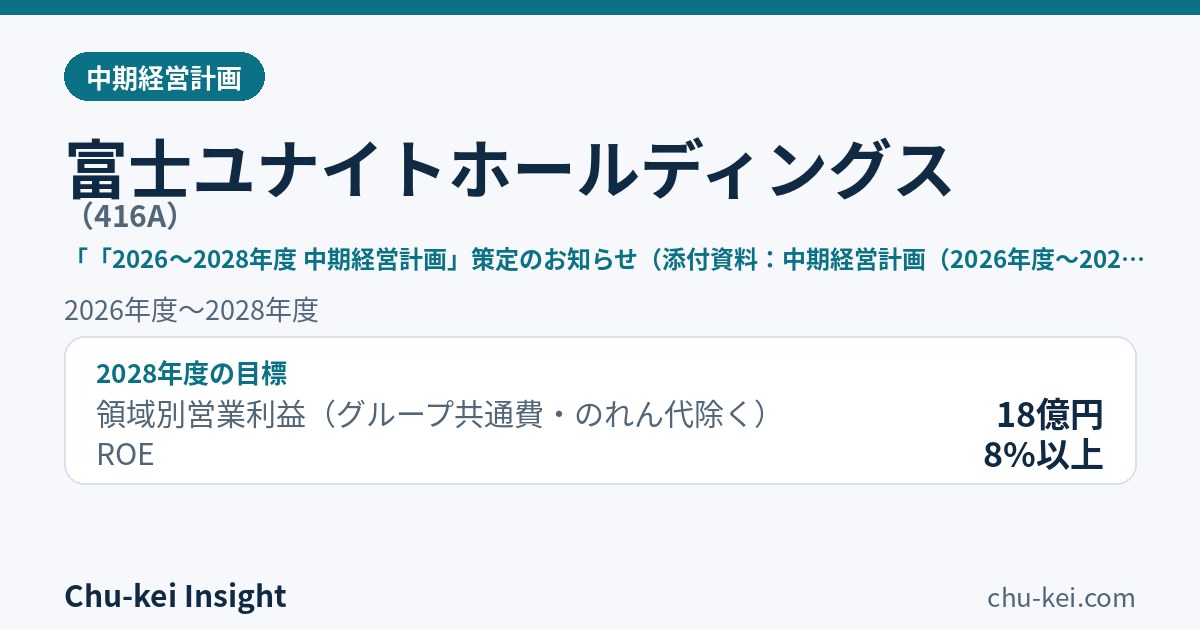 中期経営計画
富士ユナイトホールディングス
（416A）
「「2026～2028年度 中期経営計画」策定のお知らせ（添付資料：中期経営計画（2026年度～202…
2026年度～2028年度
2028年度の目標
領域別営業利益（グループ共通費・のれん代除く） 18億円
ROE 8%以上
Chu-kei Insight chu-kei.com